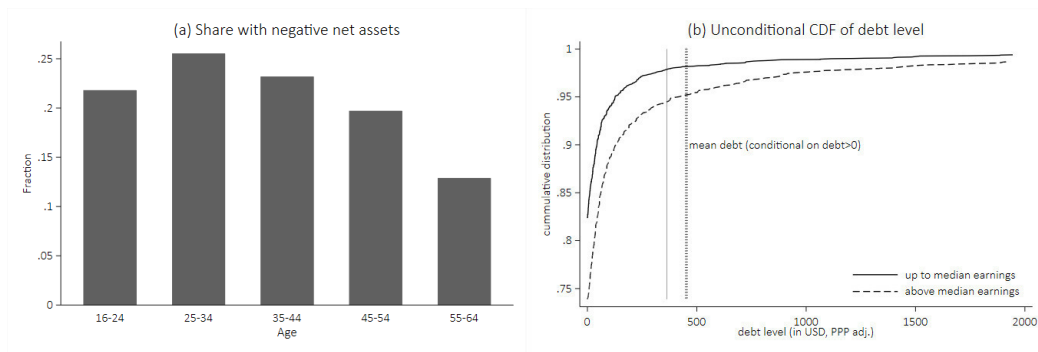 (a) Share with negative net assets
.25
.2
.15
.1
.05
0
Fraction
16-24
25-34
35-44
45-54
55-64
Age
(b) Unconditional CDF of debt level
1
.95
.9
.85
.8
.75
cummulative distribution
mean debt (conditional on debt>0)
up to median earnings
above median earnings
0
500
1000
1500
2000
debt level (in USD, PPP adj.)